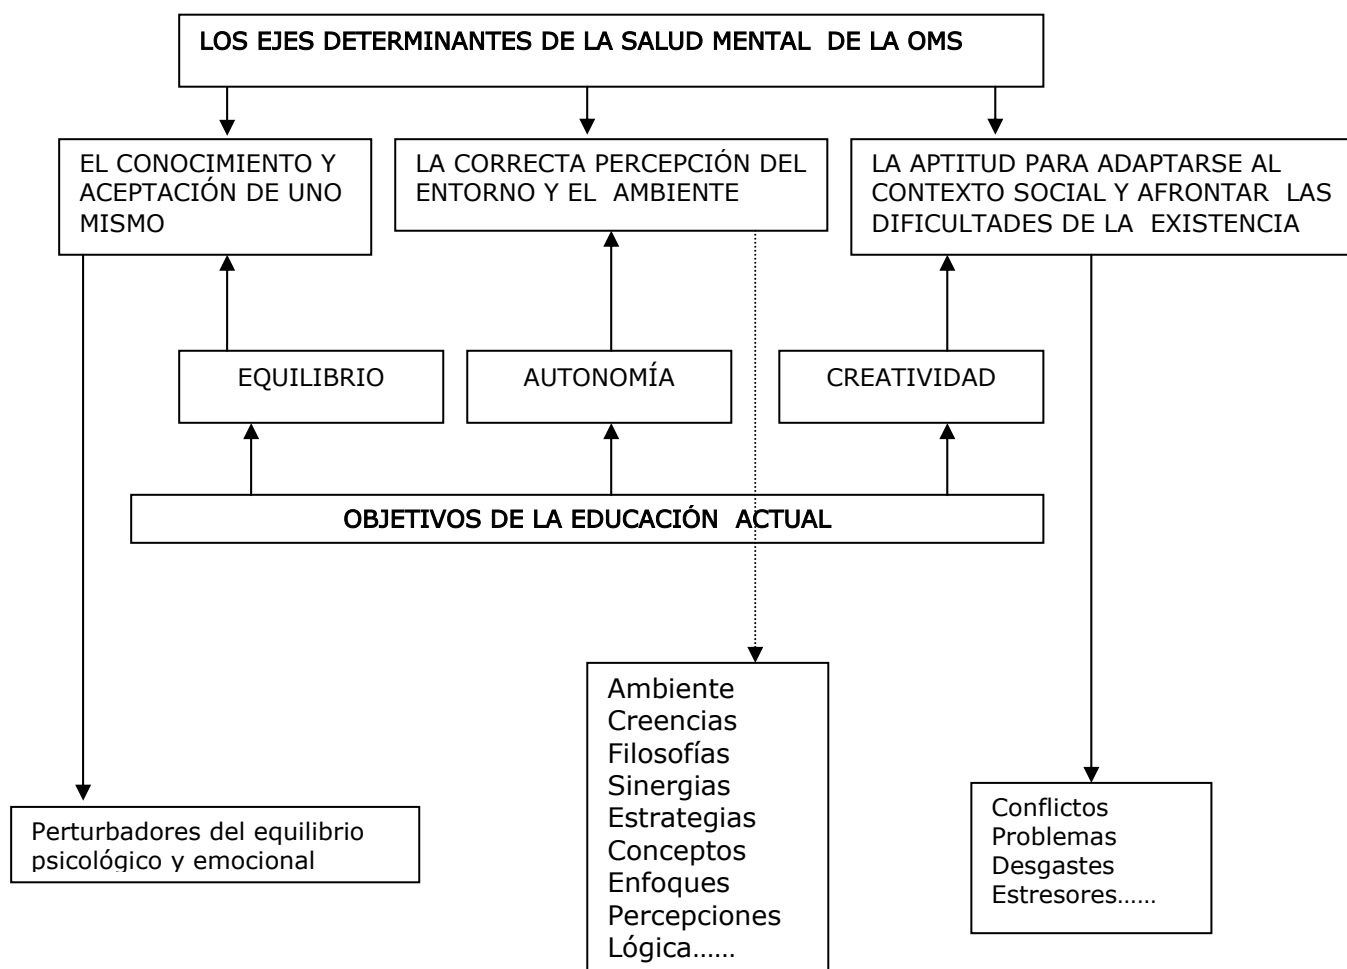 LOS EJES DETERMINANTES DE LA SALUD MENTAL DE LA OMS
EL CONOCIMIENTO Y
ACEPTACIÓN DE UNO
MISMO
LA CORRECTA PERCEPCIÓN DEL
ENTORNO Y EL AMBIENTE
LA APTITUD PARA ADAPTARSE AL
CONTEXTO SOCIAL Y AFRONTAR LAS
DIFICULTADES DE LA EXISTENCIA
EQUILIBRIO
AUTONOMÍA
CREATIVIDAD
OBJETIVOS DE LA EDUCACIÓN ACTUAL
Perturbadores del equilibrio
psicológico y emocional
Ambiente
Creencias
Filosofías
Sinergias
Estrategias
Conceptos
Enfoques
Percepciones
Lógica......
Conflictos
Problemas
Desgastes
Estresores......